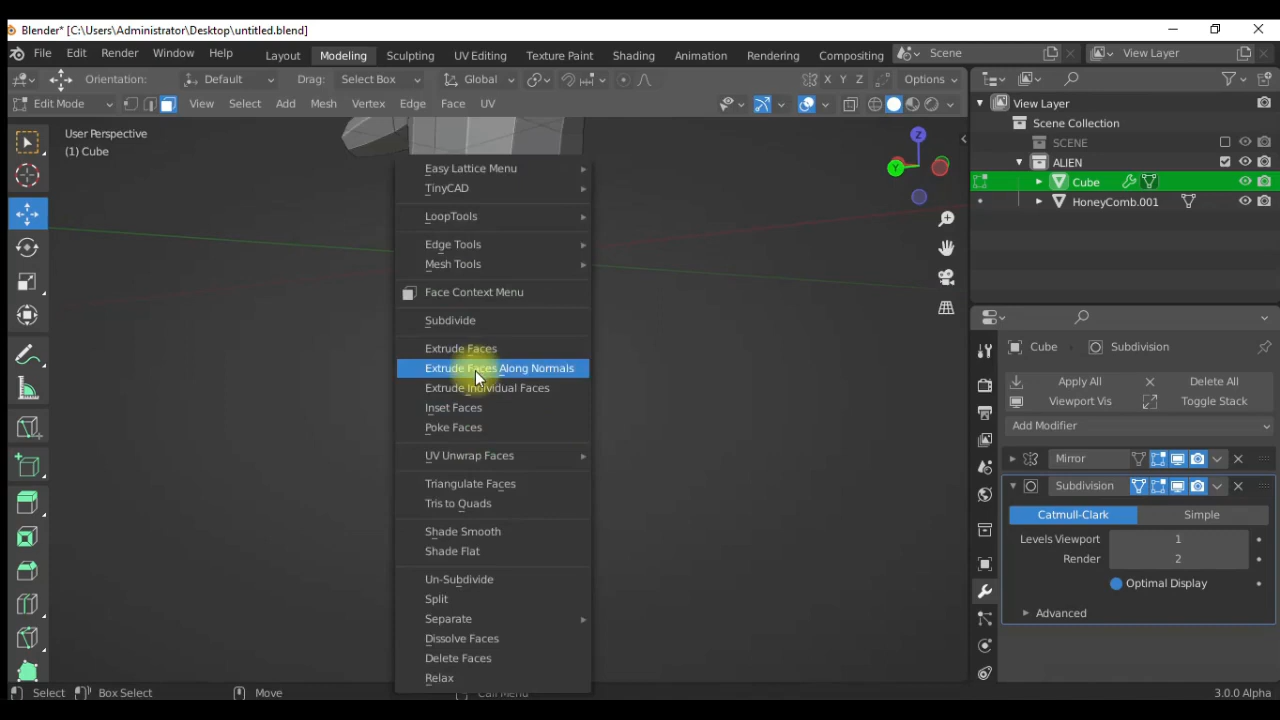 Blender* [C:\Users\Administrator\Desktop\untitled.blend]
File Edit Render Window Help Layout Modeling Sculpting UV Editing Texture Paint Shading Animation Rendering Compositing Scene View Layer
Orientation: Default Drag: Select Box Global X Y Z Options
Edit Mode View Select Add Mesh Vertex Edge Face UV
User Perspective
(1) Cube
Z
Y
Easy Lattice Menu
TinyCAD
LoopTools
Edge Tools
Mesh Tools
Face Context Menu
Subdivide
Extrude Faces
Extrude Faces Along Normals
Extrude Individual Faces
Inset Faces
Poke Faces
UV Unwrap Faces
Triangulate Faces
Tris to Quads
Shade Smooth
Shade Flat
Un-Subdivide
Split
Separate
Dissolve Faces
Delete Faces
Relax
View Layer
Scene Collection
SCENE
ALIEN
Cube
HoneyComb.001
Cube Subdivision
Apply All Delete All
Viewport Vis Toggle Stack
Add Modifier
Mirror
Subdivision
Catmull-Clark Simple
Levels Viewport 1
Render 2
Optimal Display
Advanced
Select Box Select Move Call Menu 3.0.0 Alpha